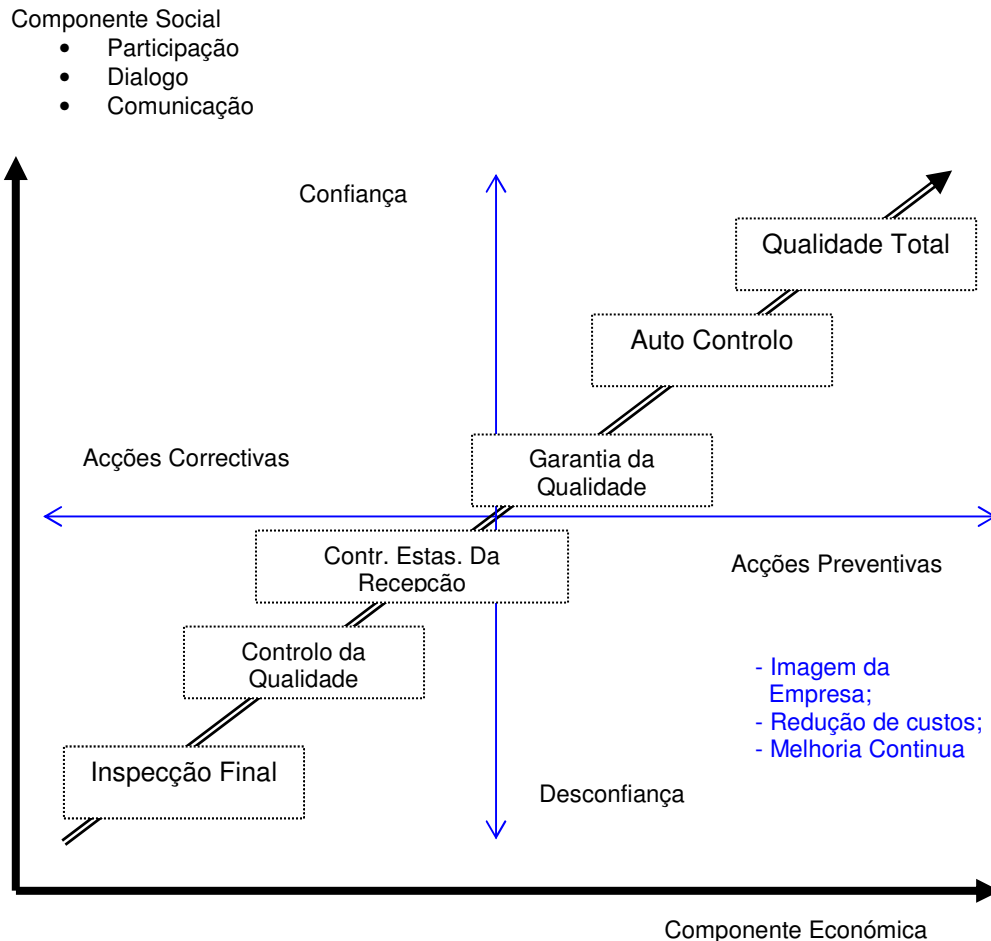 Componente Social
• Participação
• Dialogo
• Comunicação
Confiança
Qualidade Total
Auto Controlo
Acções Correctivas
Garantia da
Qualidade
Contr. Estas. Da
Recepção
Acções Preventivas
Controlo da
Qualidade
- Imagem da
Empresa;
- Redução de custos;
- Melhoria Continua
Inspecção Final
Desconfiança
Componente Económica